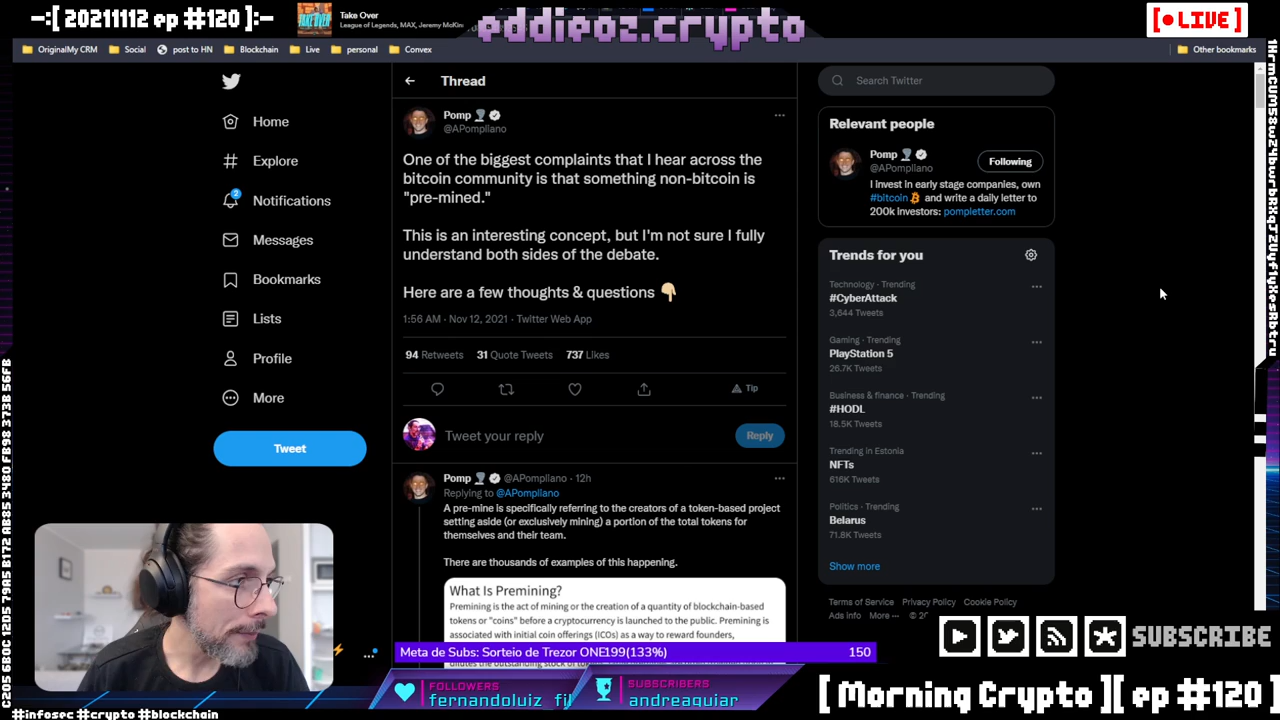 -:[ 20211112 ep #120 ]:-
Take Over
League of Legends, MAX, Jeremy McKin
eddieoz.crypto
[ LIVE ]
OriginalMy CRM
Social
post to HN
Blockchain
Live
personal
Convex
Other bookmarks
Home
Explore
2
Notifications
Messages
Bookmarks
Lists
Profile
More
Tweet
Thread
Pomp
@APompliano
One of the biggest complaints that I hear across the
bitcoin community is that something non-bitcoin is
"pre-mined."
This is an interesting concept, but I'm not sure I fully
understand both sides of the debate.
Here are a few thoughts & questions 👇🏼
1:56 AM · Nov 12, 2021 · Twitter Web App
94 Retweets 31 Quote Tweets 737 Likes
Tip
Tweet your reply
Reply
Pomp @APompliano · 12h
Replying to @APompliano
A pre-mine is specifically referring to the creators of a token-based project
setting aside (or exclusively mining) a portion of the total tokens for
themselves and their team.
There are thousands of examples of this happening.
What Is Premining?
Premining is the act of mining or the creation of a quantity of blockchain-based
tokens or "coins" before a cryptocurrency is launched to the public. Premining is
associated with initial coin offerings (ICOs) as a way to reward founders,
Search Twitter
Relevant people
Pomp
@APompliano
Following
I invest in early stage companies, own
#bitcoin and write a daily letter to
200k investors: pompletter.com
Trends for you
Technology · Trending
#CyberAttack
3,644 Tweets
Gaming · Trending
PlayStation 5
26.7K Tweets
Business & finance · Trending
#HODL
18.5K Tweets
Trending in Estonia
NFTs
616K Tweets
Politics · Trending
Belarus
71.8K Tweets
Show more
Terms of Service Privacy Policy Cookie Policy
Ads info More ···
Meta de Subs: Sorteio de Trezor ONE199(133%) 150
FOLLOWERS
fernandoluiz_fil
SUBSCRIBERS
andreaguiar
SUBSCRIBE
[ Morning Crypto ][ ep #120 ]
#infosec #crypto #blockchain